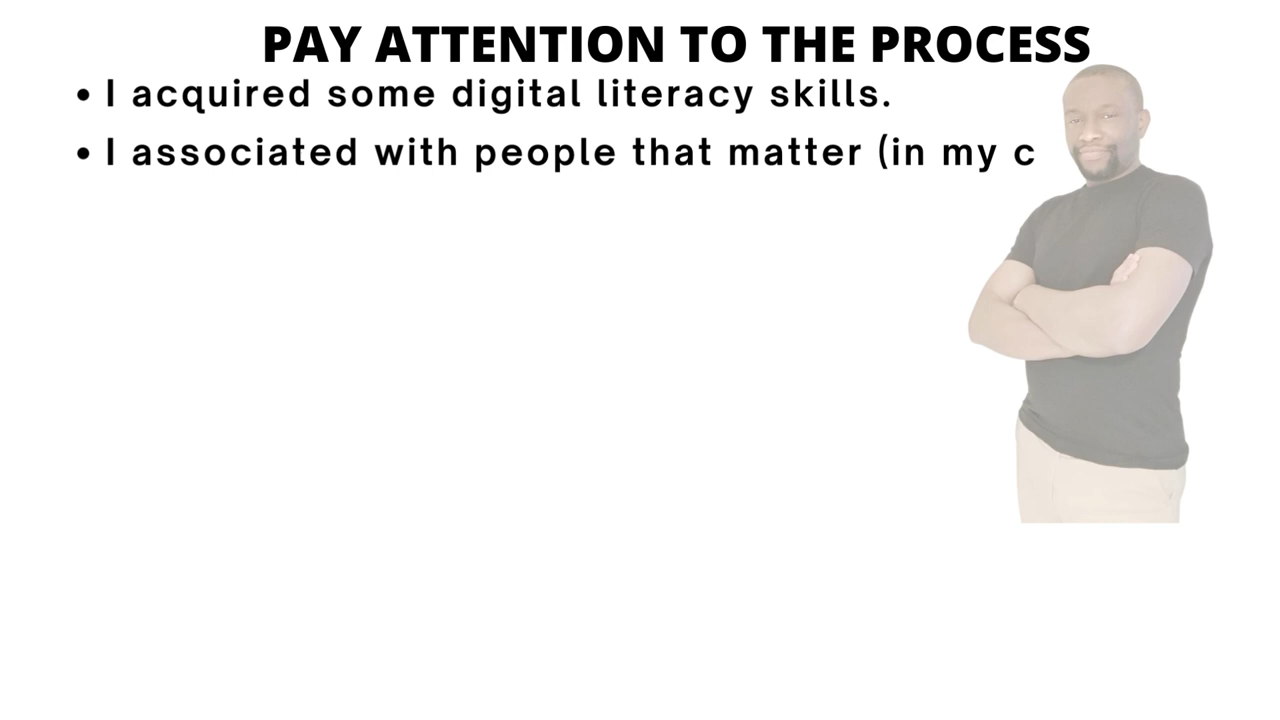 PAY ATTENTION TO THE PROCESS
• I acquired some digital literacy skills.
• I associated with people that matter (in my c